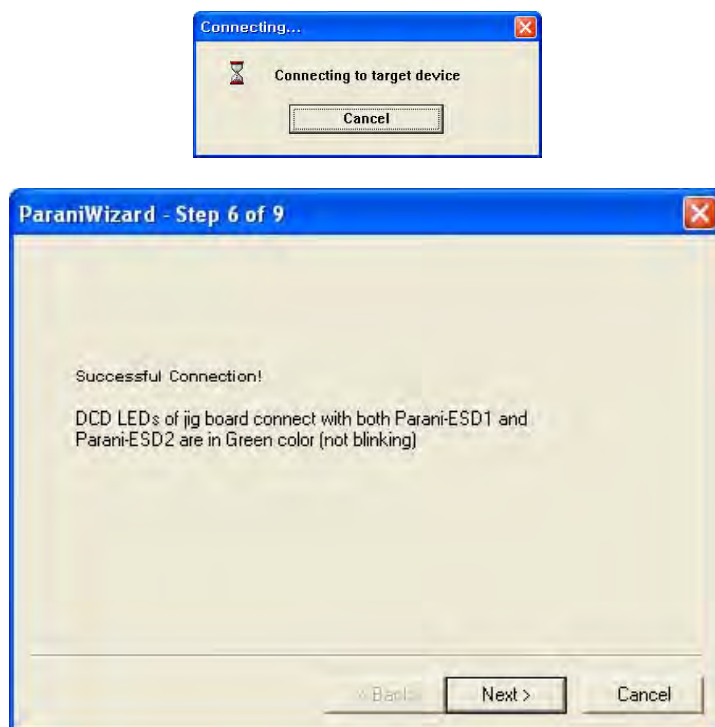 Connecting...
Connecting to target device
Cancel
ParaniWizard - Step 6 of 9
Successful Connection!
DCD LEDs of jig board connect with both Parani-ESD1 and
Parani-ESD2 are in Green color (not blinking)
< Back Next > Cancel